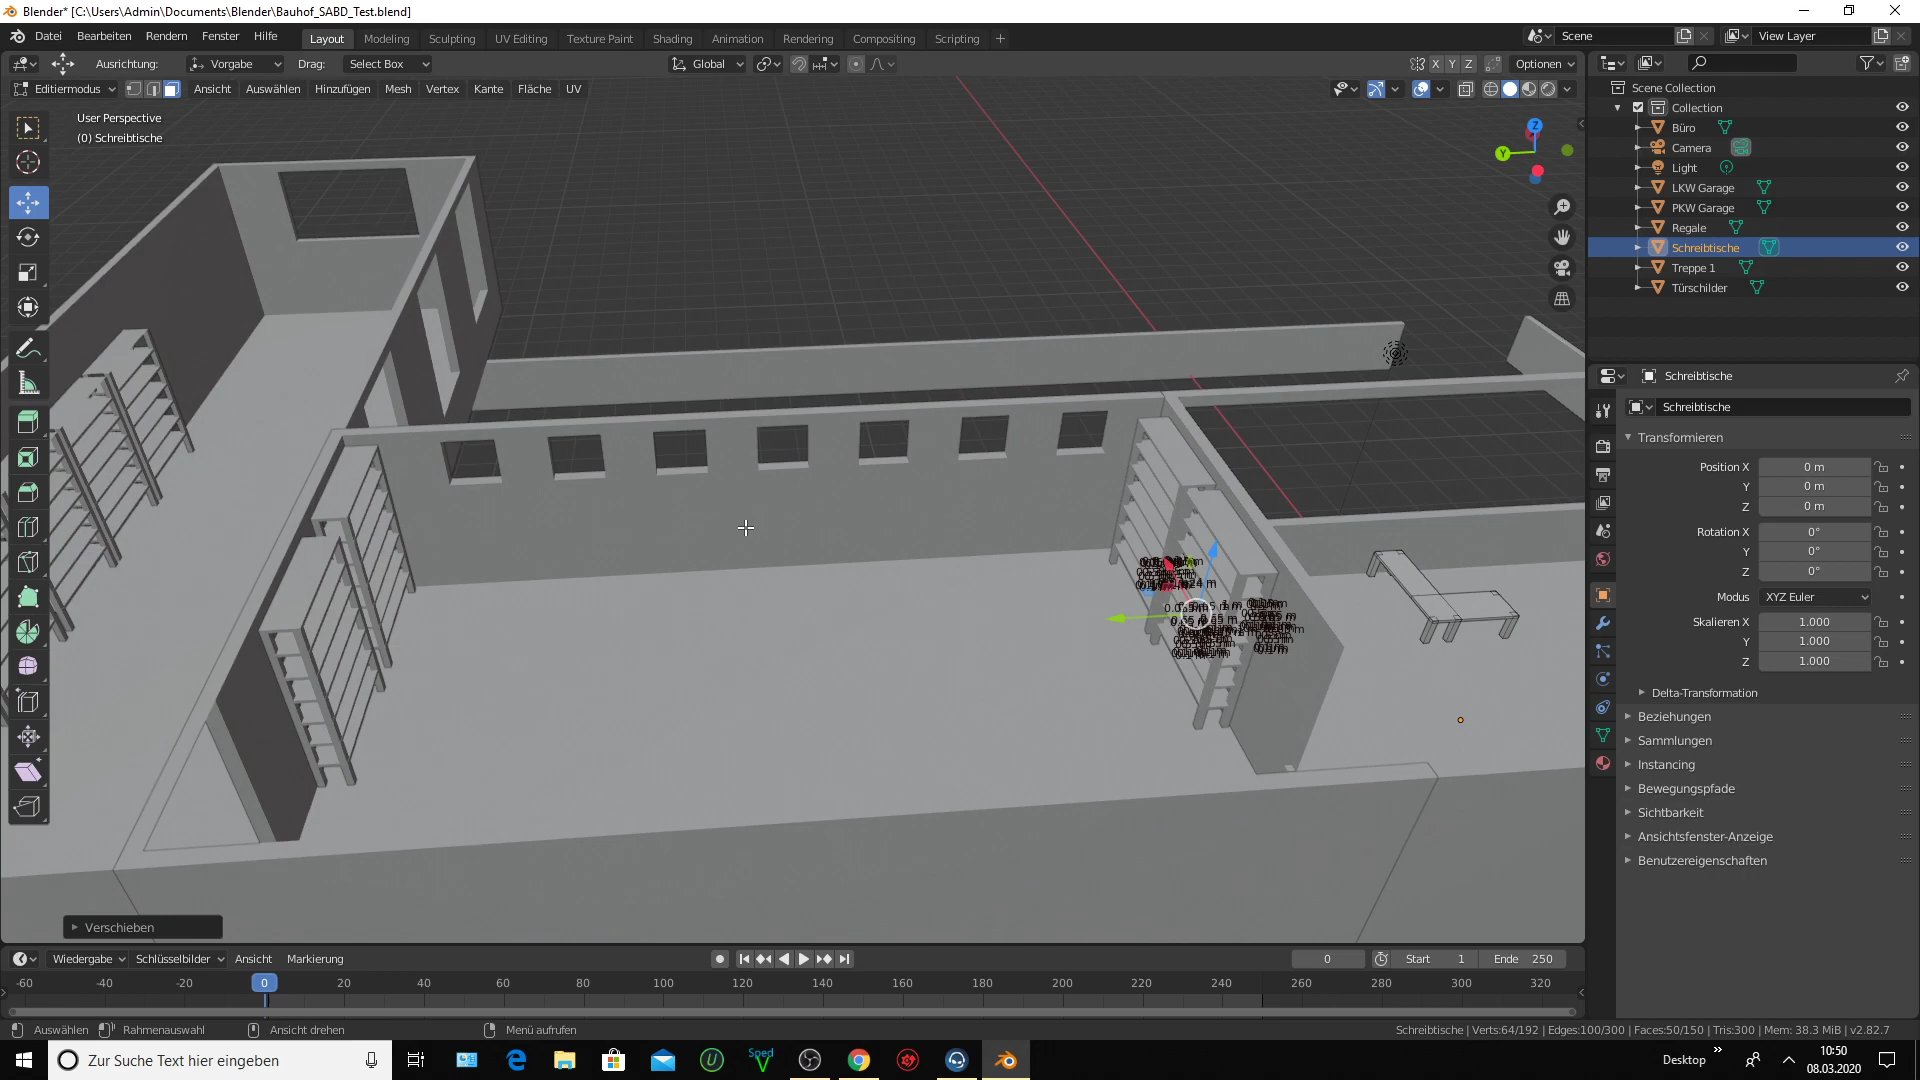 Blender* [C:\Users\Admin\Documents\Blender\Bauhof_SABD_Test.blend]
Datei Bearbeiten Rendern Fenster Hilfe Layout Modeling Sculpting UV Editing Texture Paint Shading Animation Rendering Compositing Scripting Scene View Layer
Ausrichtung: Vorgabe Drag: Select Box Global X Y Z Optionen
Editiermodus Ansicht Auswählen Hinzufügen Mesh Vertex Kante Fläche UV
User Perspective
(0) Schreibtische
Z
Y
Scene Collection
Collection
Büro
Camera
Light
LKW Garage
PKW Garage
Regale
Schreibtische
Treppe 1
Türschilder
Schreibtische
Schreibtische
Transformieren
Position X 0 m
Y 0 m
Z 0 m
Rotation X 0°
Y 0°
Z 0°
Modus XYZ Euler
Skalieren X 1.000
Y 1.000
Z 1.000
Delta-Transformation
Beziehungen
Sammlungen
Instancing
Bewegungspfade
Sichtbarkeit
Ansichtsfenster-Anzeige
Benutzereigenschaften
Verschieben
Wiedergabe Schlüsselbilder Ansicht Markierung 0 Start 1 Ende 250
-60 -40 -20 0 20 40 60 80 100 120 140 160 180 200 220 240 260 280 300 320
Auswählen Rahmenauswahl Ansicht drehen Menü aufrufen Schreibtische | Verts:64/192 | Edges:100/300 | Faces:50/150 | Tris:300 | Mem: 38.3 MiB | v2.82.7
Zur Suche Text hier eingeben Sped V Desktop 10:50
08.03.2020